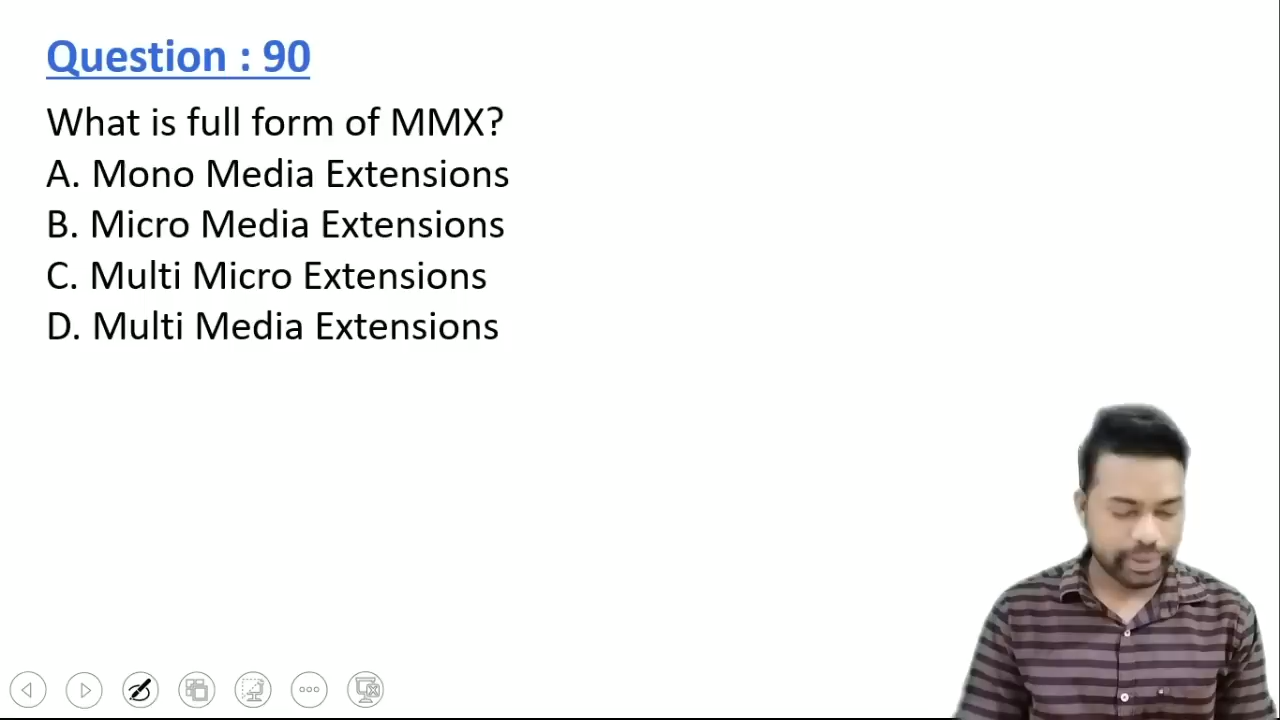 Question : 90
What is full form of MMX?
A. Mono Media Extensions
B. Micro Media Extensions
C. Multi Micro Extensions
D. Multi Media Extensions